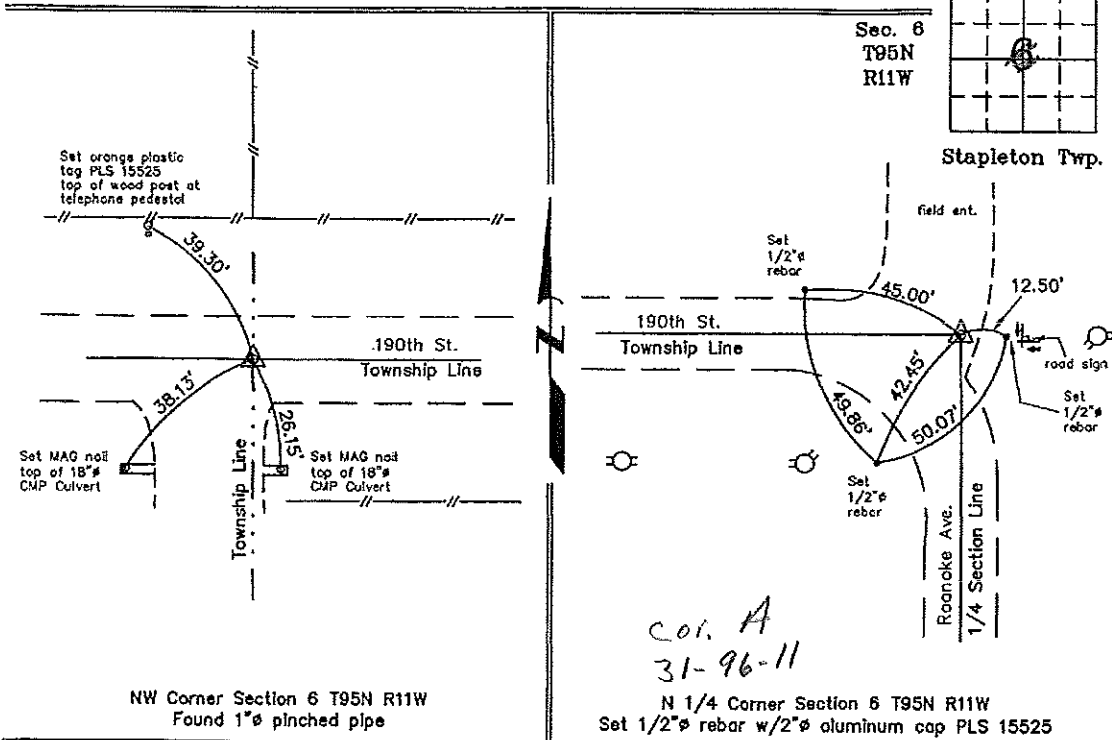 Sec. 6
T95N
R11W
6
Stapleton Twp.
Set orange plastic
tag PLS 15525
top of wood post at
telephone pedestal
39.30'
190th St.
Township Line
38.13'
26.15'
Set MAG nail
top of 18"ø
CMP Culvert
Set MAG nail
top of 18"ø
CMP Culvert
Township Line
NW Corner Section 6 T95N R11W
Found 1"ø pinched pipe
Z
field ent.
Set
1/2"ø
rebar
45.00'
12.50'
190th St.
Township Line
road sign
Set
1/2"ø
rebar
42.45'
49.86'
50.07'
Set
1/2"ø
rebar
Roanoke Ave.
1/4 Section Line
Cor. A
31-96-11
N 1/4 Corner Section 6 T95N R11W
Set 1/2"ø rebar w/2"ø aluminum cap PLS 15525